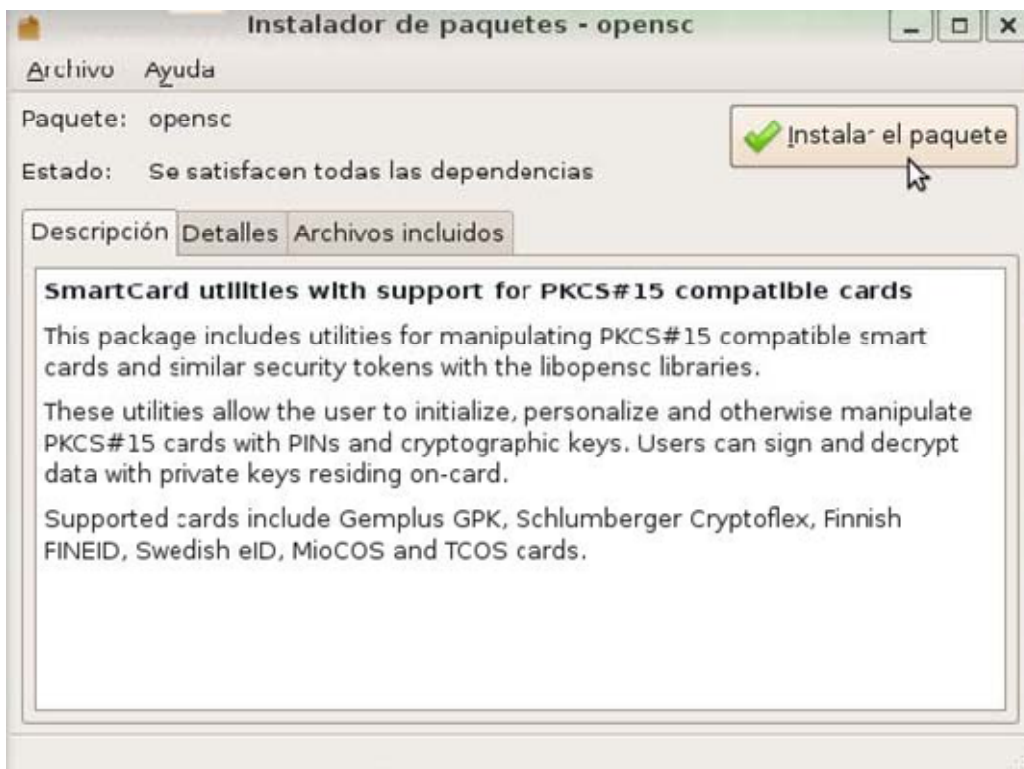 Instalador de paquetes - opensc
Archivo Ayuda
Paquete: opensc
Instalar el paquete
Estado: Se satisfacen todas las dependencias
Descripción Detalles Archivos incluidos
SmartCard utilities with support for PKCS#15 compatible cards
This package includes utilities for manipulating PKCS#15 compatible smart
cards and similar security tokens with the libopensc libraries.
These utilities allow the user to initialize, personalize and otherwise manipulate
PKCS#15 cards with PINs and cryptographic keys. Users can sign and decrypt
data with private keys residing on-card.
Supported cards include Gemplus GPK, Schlumberger Cryptoflex, Finnish
FINEID, Swedish eID, MioCOS and TCOS cards.